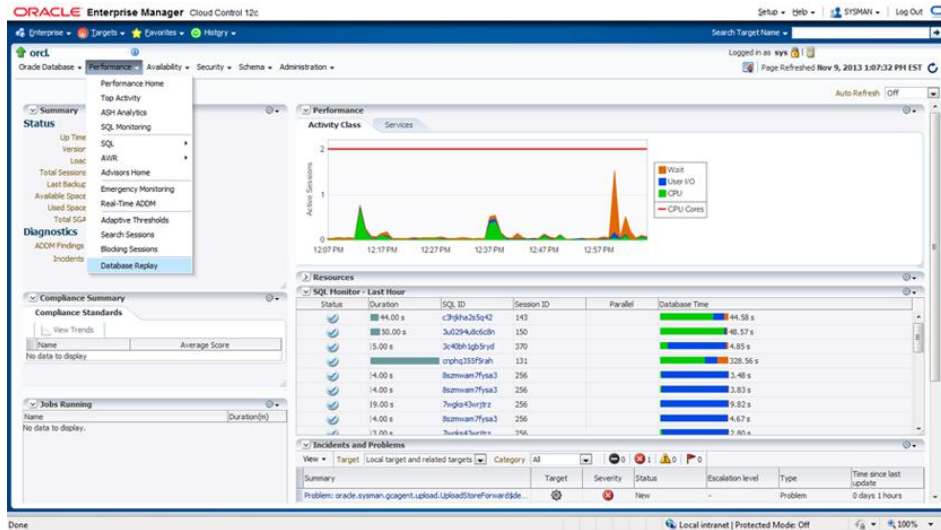 ORACLE Enterprise Manager Cloud Control 12c
Setup Help SYSMAN Log Out
Enterprise Targets Favorites History
Search Target Name
orcl.
Logged in as sys
Oracle Database Performance Availability Security Schema Administration
Page Refreshed Nov 9, 2013 1:07:32 PM EST
Auto Refresh Off
Performance Home
Top Activity
ASH Analytics
SQL Monitoring
SQL
AWR
Advisors Home
Emergency Monitoring
Real-Time ADDM
Adaptive Thresholds
Search Sessions
Blocking Sessions
Database Replay
Summary
Status
Up Time
Version
Load
Total Sessions
Last Backup
Available Space
Used Space
Total SGA
Diagnostics
ADDM Findings
Incidents
Compliance Summary
Compliance Standards
View Trends
Name Average Score
No data to display
Jobs Running
Name Duration(m)
No data to display.
Performance
Activity Class Services
Active Sessions
2
1
0
12:07 PM 12:17 PM 12:27 PM 12:37 PM 12:47 PM 12:57 PM
Wait
User I/O
CPU
CPU Cores
Resources
SQL Monitor - Last Hour
Status Duration SQL ID Session ID Parallel Database Time
44.00 s c3hjkha2s5q42 143 44.58 s
50.00 s 3u0294u8c6c8n 150 48.57 s
5.00 s 3c40bh1gb5ryd 370 4.85 s
cnphq355f5rah 131 328.56 s
4.00 s 8szmwam7fysa3 256 3.48 s
4.00 s 8szmwam7fysa3 256 3.83 s
19.00 s 7wgks43wrjtrz 256 9.82 s
4.00 s 8szmwam7fysa3 256 4.67 s
256 2.80 s
Incidents and Problems
View Target Local target and related targets Category All 0 1 0 0
Summary Target Severity Status Escalation level Type Time since last update
Problem: oracle.sysman.gcagent.upload.UploadStoreForward$de... New - Problem 0 days 1 hours
Done
Local intranet | Protected Mode: Off
100%